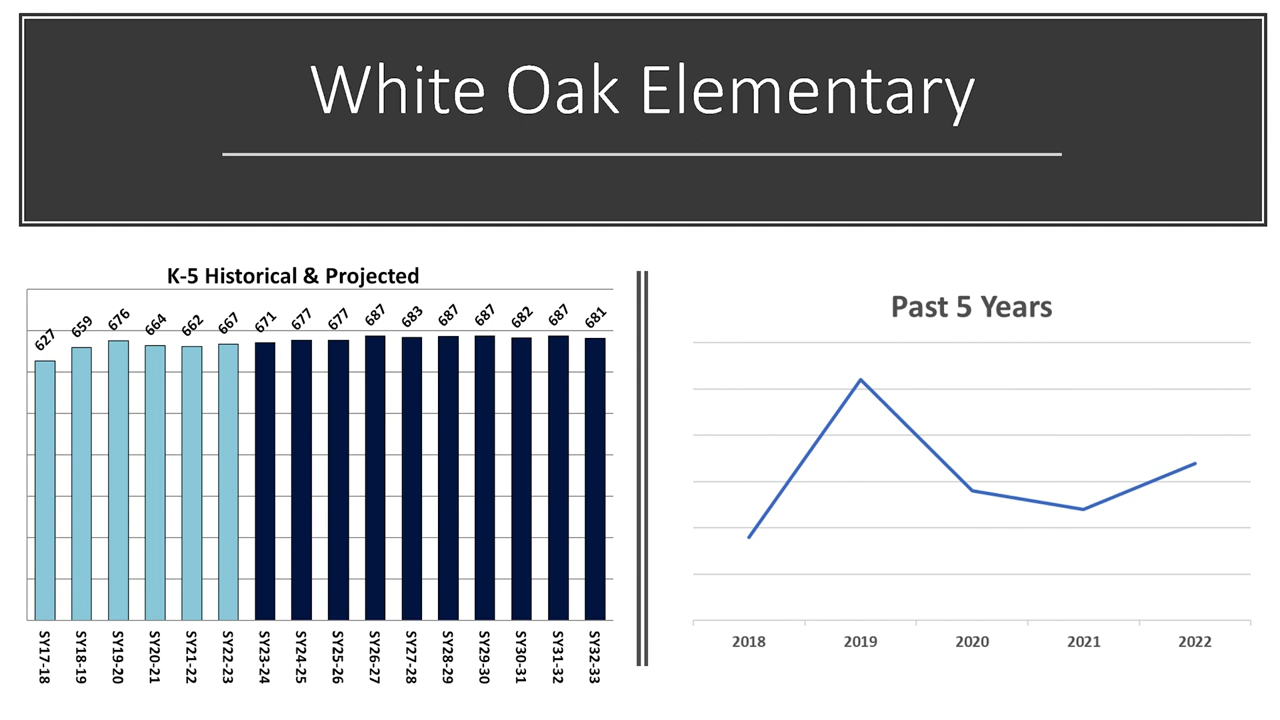 White Oak Elementary
K-5 Historical & Projected
627 659 676 664 662 667 671 677 677 687 683 687 687 682 687 681
SY17-18 SY18-19 SY19-20 SY20-21 SY21-22 SY22-23 SY23-24 SY24-25 SY25-26 SY26-27 SY27-28 SY28-29 SY29-30 SY30-31 SY31-32 SY32-33
Past 5 Years
2018 2019 2020 2021 2022